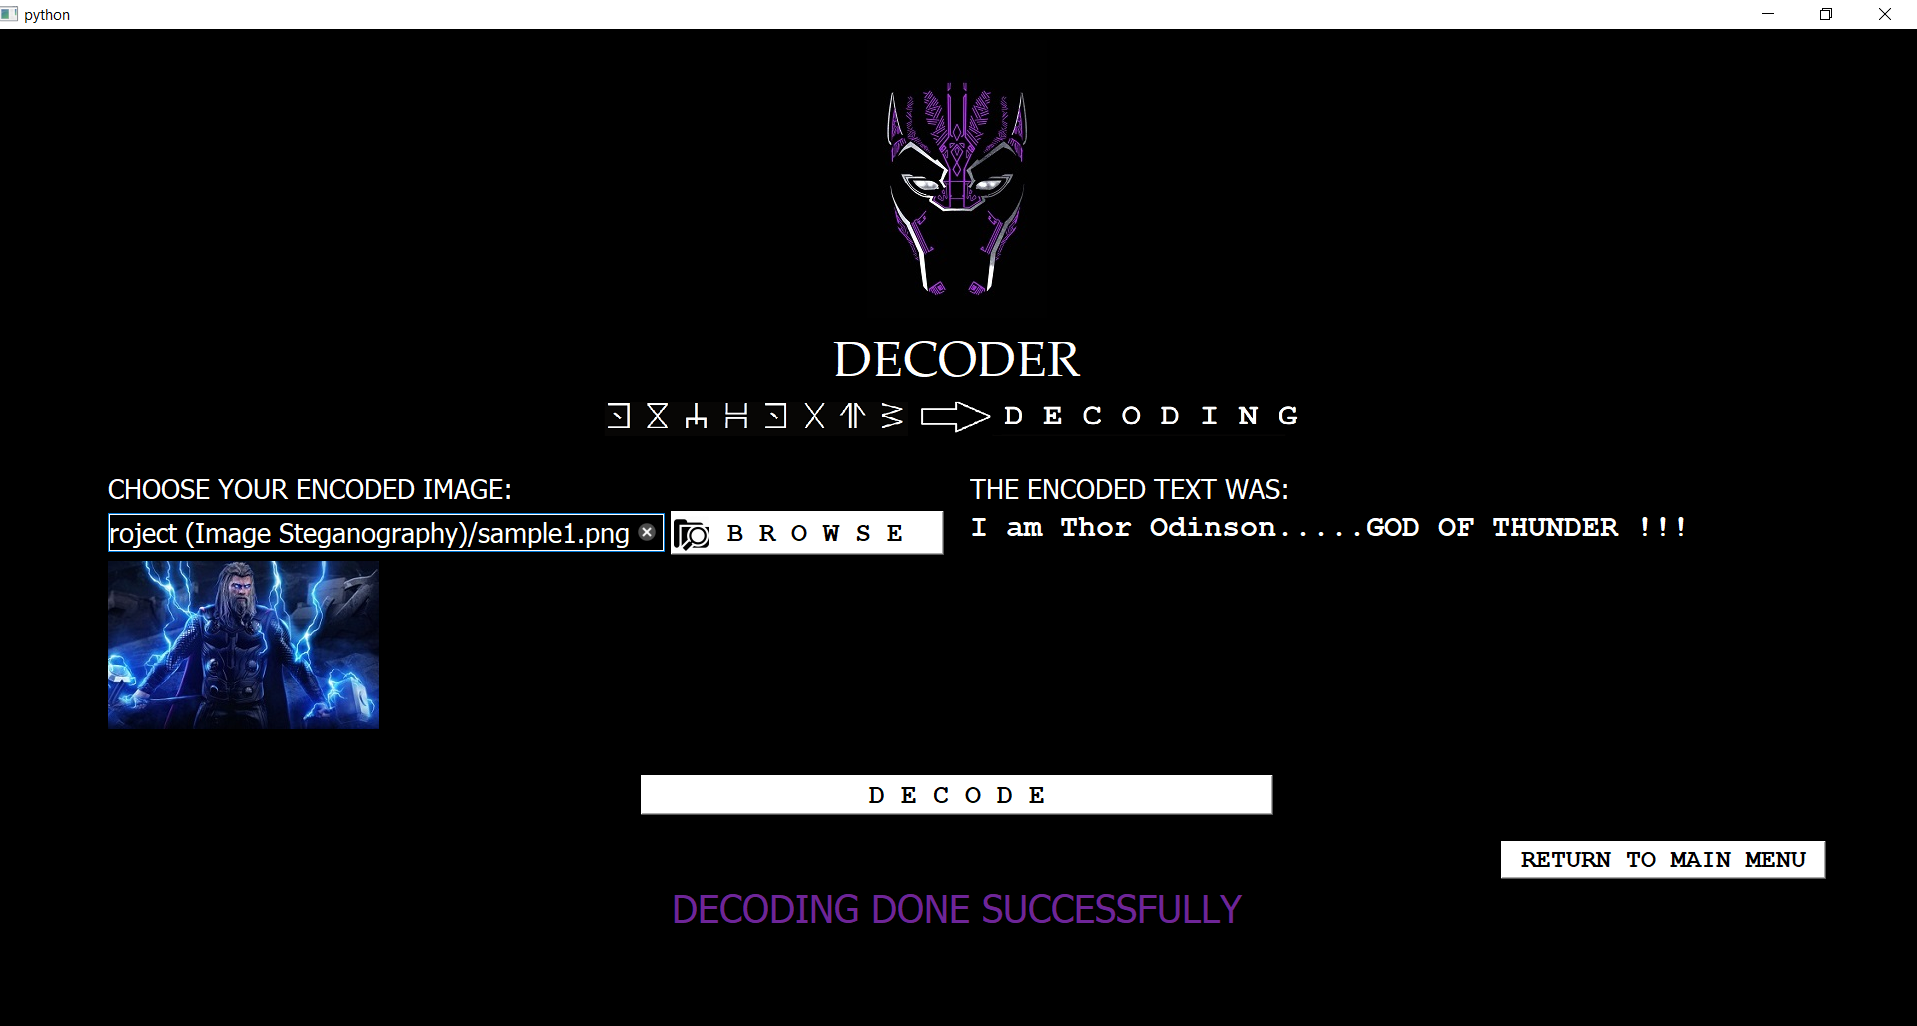 python
DECODER
D E C O D I N G
CHOOSE YOUR ENCODED IMAGE:
roject (Image Steganography)/sample1.png
B R O W S E
THE ENCODED TEXT WAS:
I am Thor Odinson.....GOD OF THUNDER !!!
D E C O D E
RETURN TO MAIN MENU
DECODING DONE SUCCESSFULLY